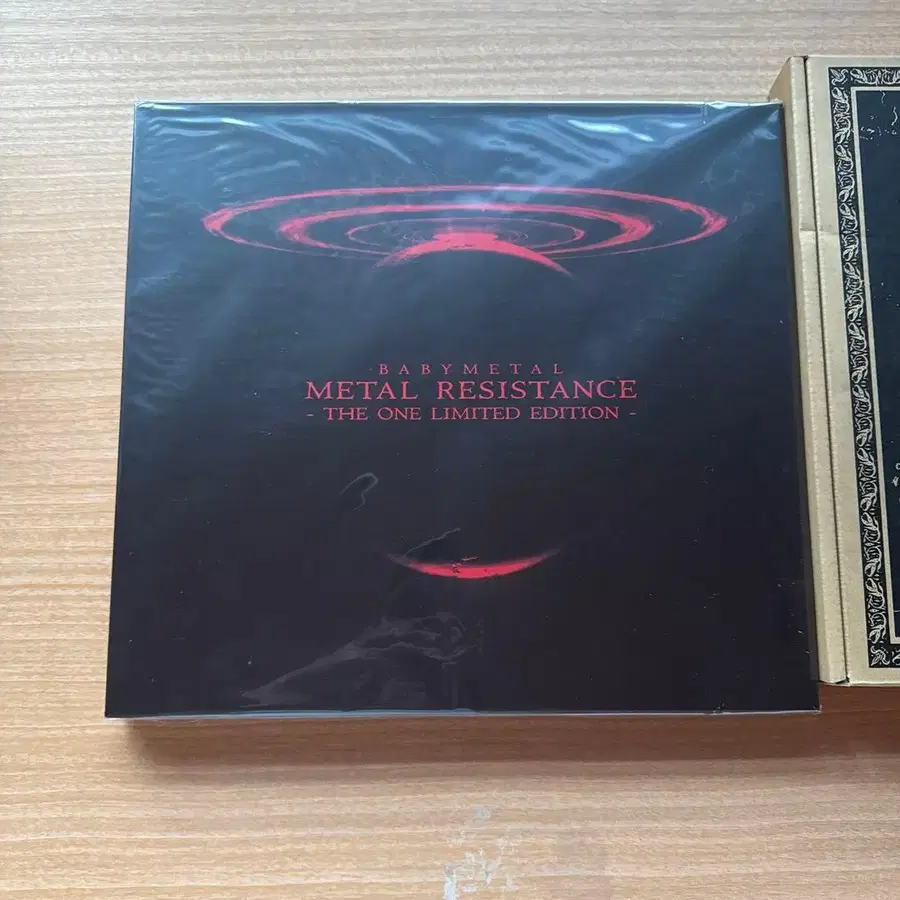 BABYMETAL
METAL RESISTANCE
- THE ONE LIMITED EDITION -